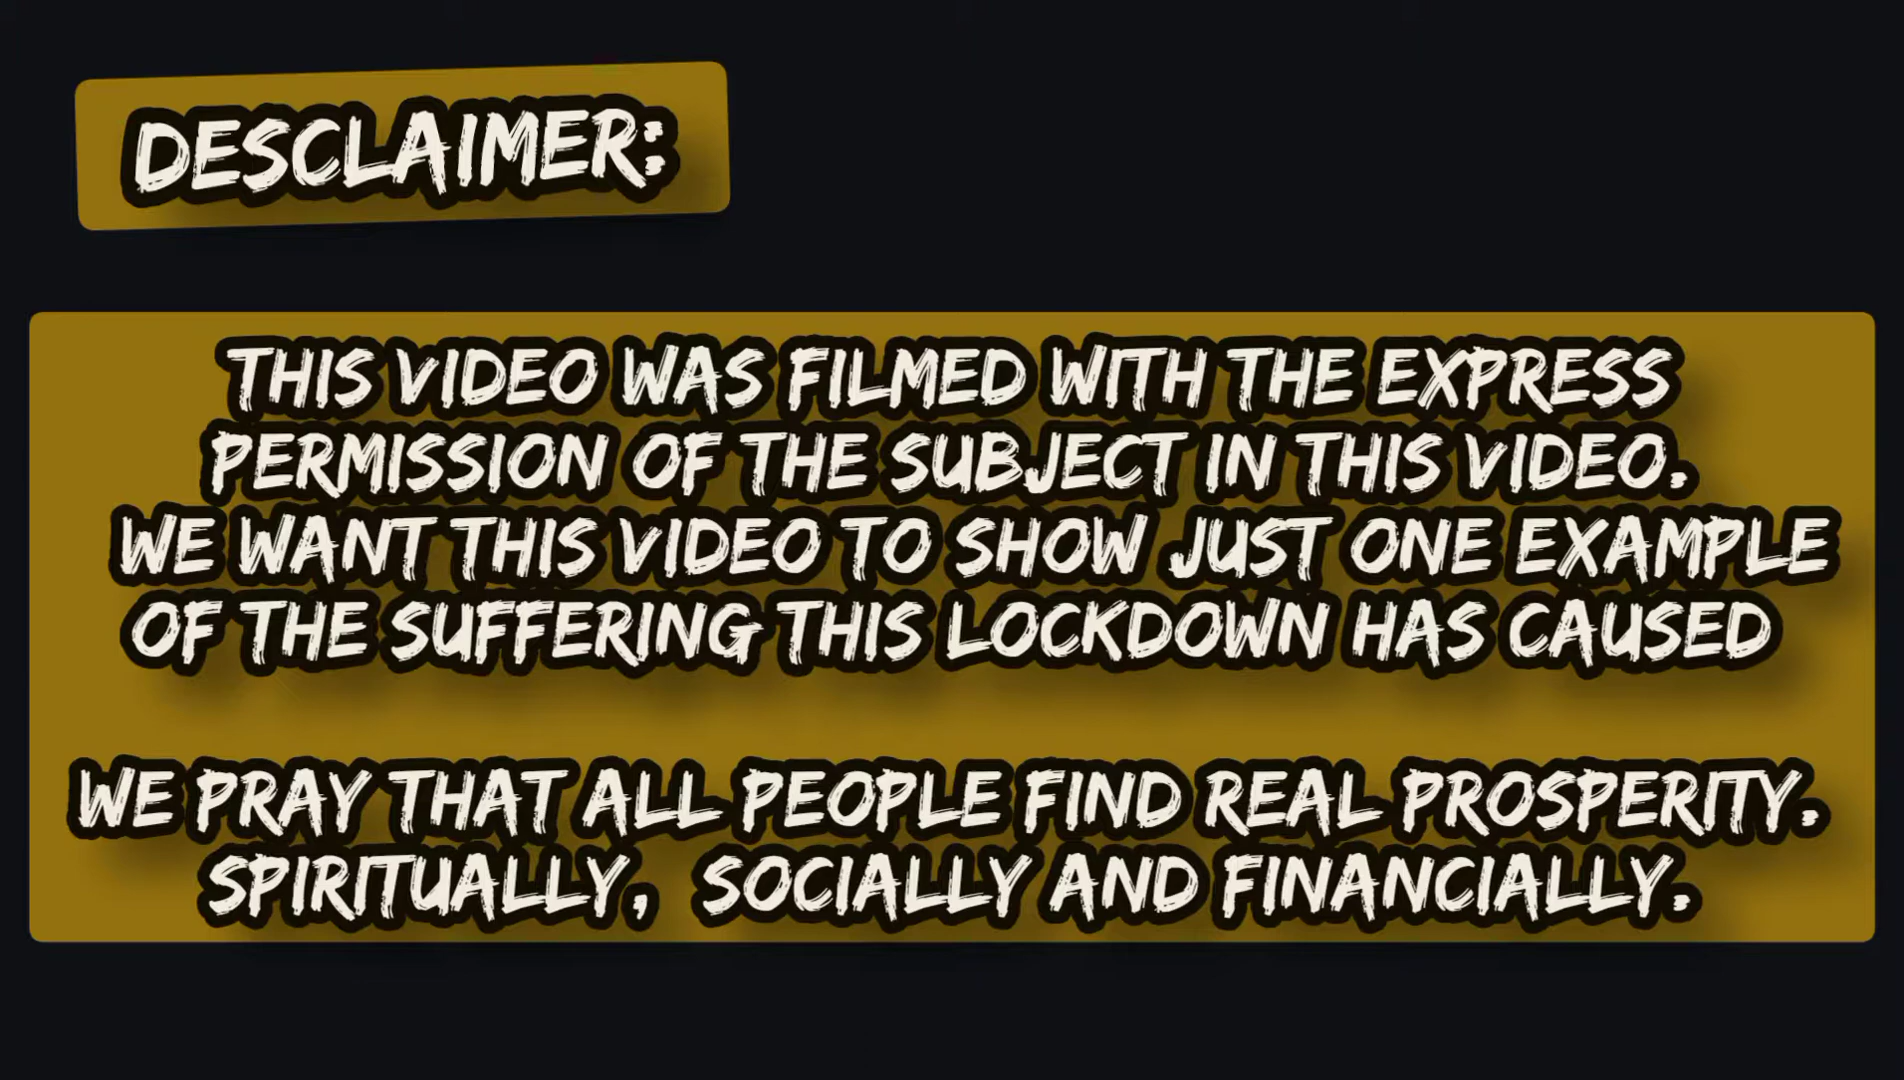 DESCLAIMER:
THIS VIDEO WAS FILMED WITH THE EXPRESS
PERMISSION OF THE SUBJECT IN THIS VIDEO.
WE WANT THIS VIDEO TO SHOW JUST ONE EXAMPLE
OF THE SUFFERING THIS LOCKDOWN HAS CAUSED
WE PRAY THAT ALL PEOPLE FIND REAL PROSPERITY.
SPIRITUALLY, SOCIALLY AND FINANCIALLY.